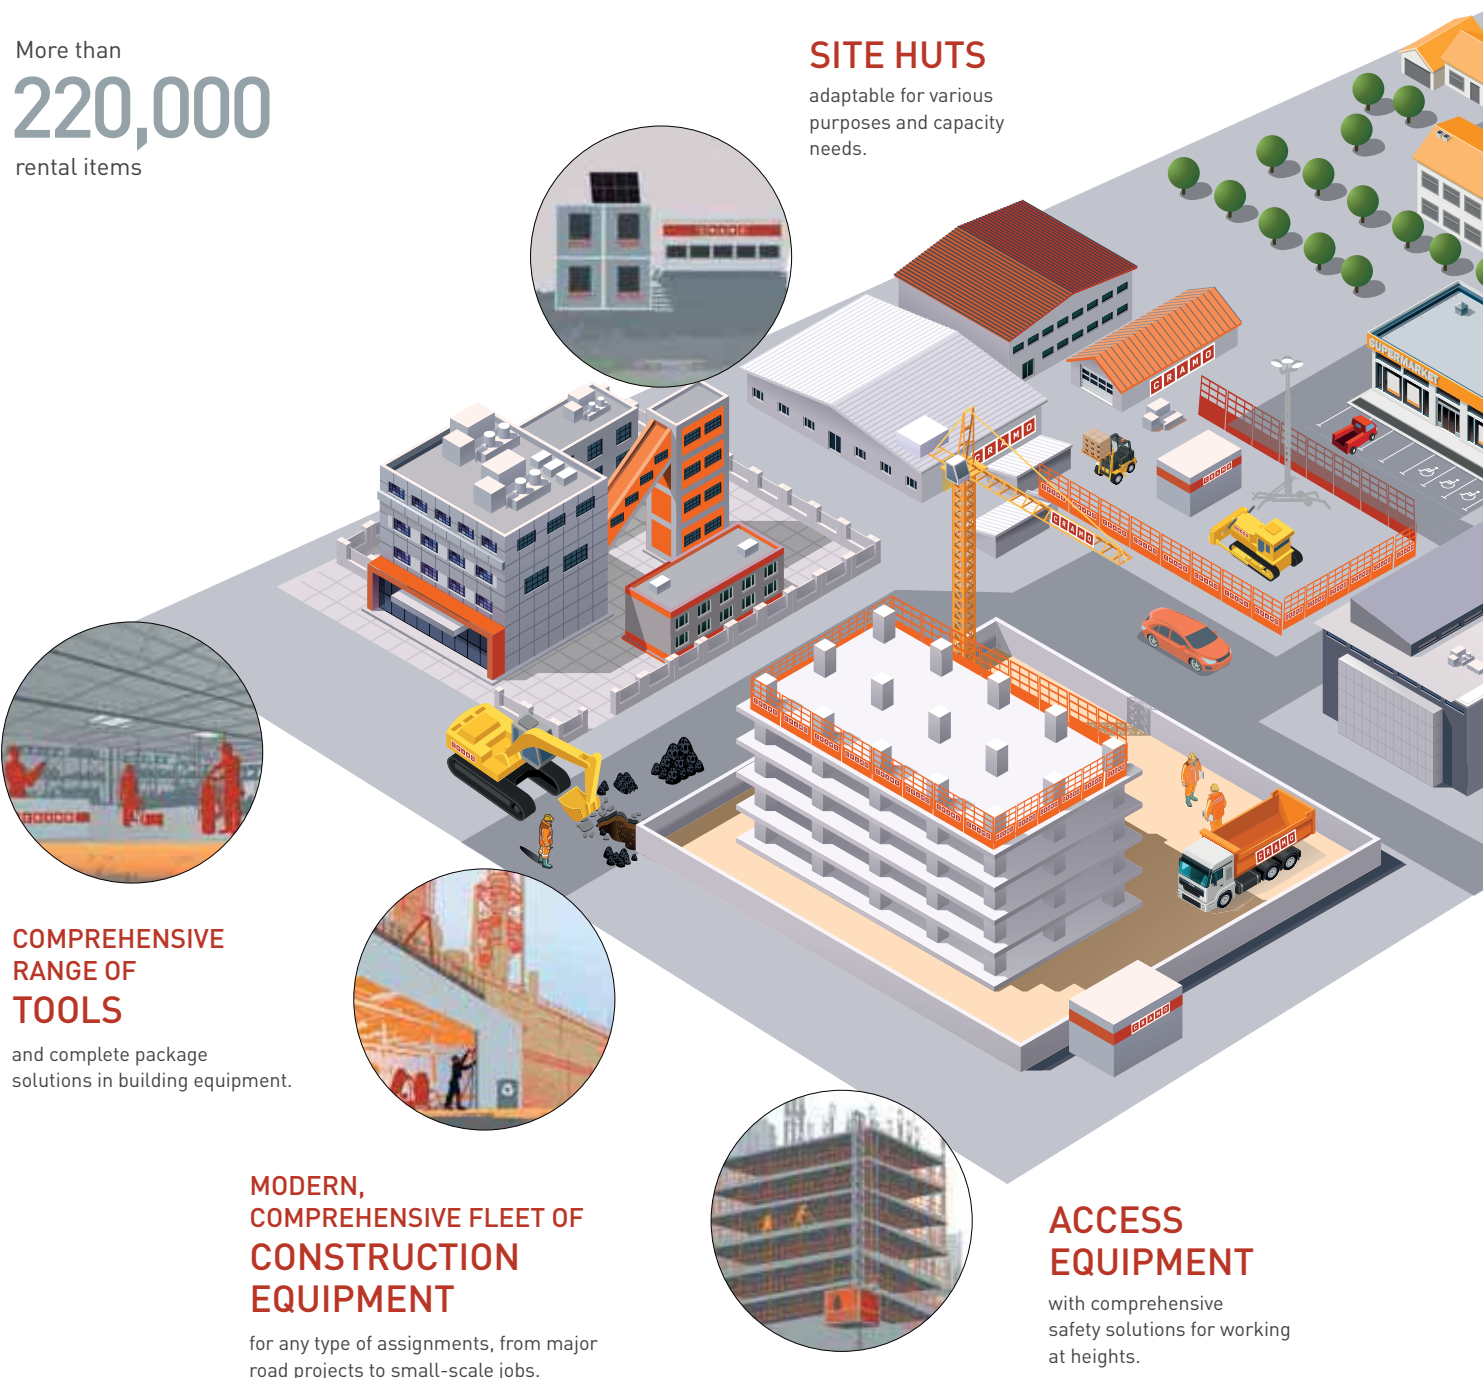 More than
220,000
rental items
SITE HUTS
adaptable for various
purposes and capacity
needs.
CRAMO
SUPERMARKET
CRAMO
CRAMO
CRAMO
CRAMO
CRAMO
COMPREHENSIVE
RANGE OF
TOOLS
and complete package
solutions in building equipment.
MODERN,
COMPREHENSIVE FLEET OF
CONSTRUCTION
EQUIPMENT
for any type of assignments, from major
road projects to small-scale jobs.
ACCESS
EQUIPMENT
with comprehensive
safety solutions for working
at heights.